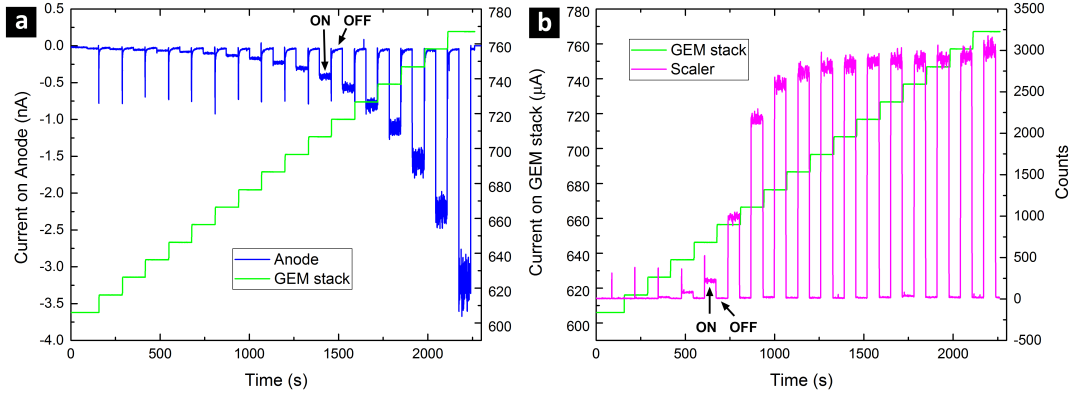 a
0.5
0.0
-0.5
-1.0
-1.5
-2.0
-2.5
-3.0
-3.5
-4.0
Current on Anode (nA)
ON OFF
Anode
GEM stack
0 500 1000 1500 2000
Time (s)
780
760
740
720
700
680
660
640
620
600
b
780
760
740
720
700
680
660
640
620
600
Current on GEM stack (μA)
GEM stack
Scaler
ON OFF
0 500 1000 1500 2000
Time (s)
3500
3000
2500
2000
1500
1000
500
0
-500
Counts